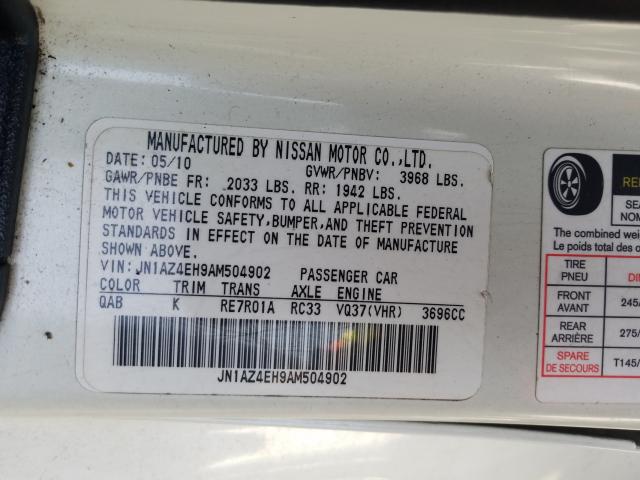 MANUFACTURED BY NISSAN MOTOR CO.,LTD.
DATE: 05/10 GVWR/PNBV: 3968 LBS.
GAWR/PNBE FR: 2033 LBS. RR: 1942 LBS.
THIS VEHICLE CONFORMS TO ALL APPLICABLE FEDERAL
MOTOR VEHICLE SAFETY,BUMPER,AND THEFT PREVENTION
STANDARDS IN EFFECT ON THE DATE OF MANUFACTURE
SHOWN ABOVE.
VIN: JN1AZ4EH9AM504902 PASSENGER CAR
COLOR TRIM TRANS AXLE ENGINE
QAB K RE7R01A RC33 VQ37(VHR) 3696CC
JN1AZ4EH9AM504902
The combined
Le poids total des
TIRE
PNEU
FRONT
AVANT
245/
REAR
ARRIÈRE
275/
SPARE
DE SECOURS
T145/